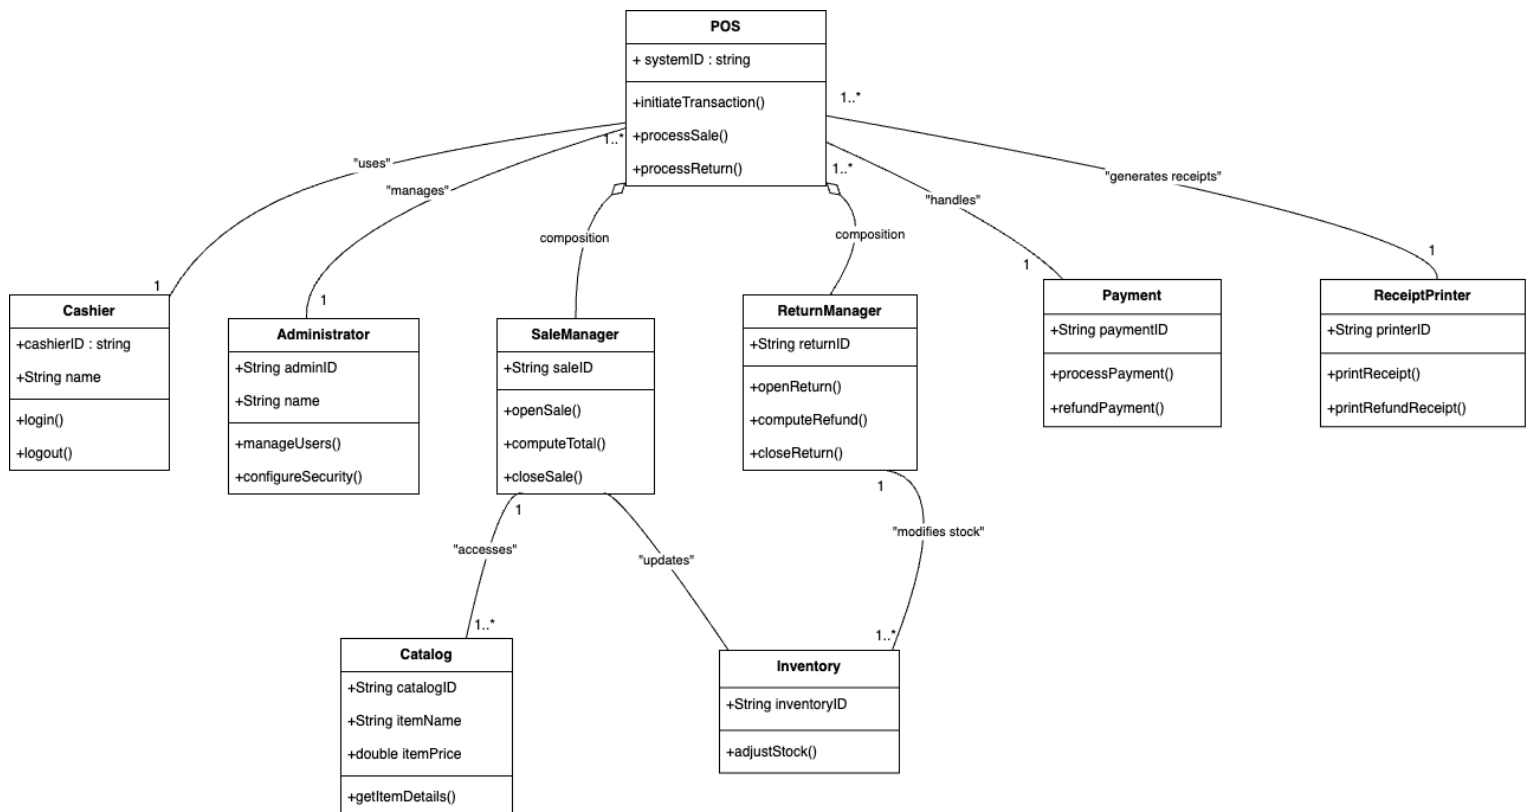 POS
+ systemID : string
+initiateTransaction()
+processSale()
+processReturn()
1..*
1..*
1..*
"uses"
"manages"
"handles"
"generates receipts"
composition
composition
1
1
1
1
Cashier
+cashierID : string
+String name
+login()
+logout()
Administrator
+String adminID
+String name
+manageUsers()
+configureSecurity()
SaleManager
+String saleID
+openSale()
+computeTotal()
+closeSale()
ReturnManager
+String returnID
+openReturn()
+computeRefund()
+closeReturn()
Payment
+String paymentID
+processPayment()
+refundPayment()
ReceiptPrinter
+String printerID
+printReceipt()
+printRefundReceipt()
1
"accesses"
1..*
"updates"
1
"modifies stock"
1..*
Catalog
+String catalogID
+String itemName
+double itemPrice
+getItemDetails()
Inventory
+String inventoryID
+adjustStock()